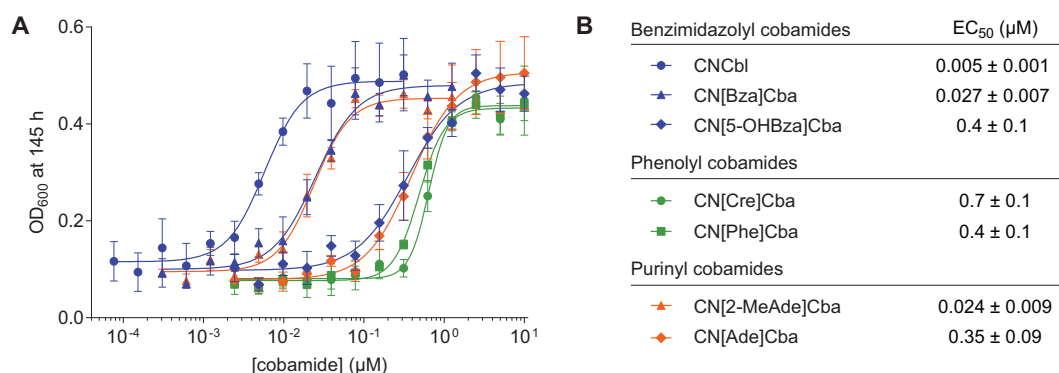 A
OD600 at 145 h
0.6
0.4
0.2
0.0
10⁻⁴ 10⁻³ 10⁻² 10⁻¹ 10⁰ 10¹
[cobamide] (µM)
B
Benzimidazolyl cobamides EC50 (µM)
CNCbl 0.005 ± 0.001
CN[Bza]Cba 0.027 ± 0.007
CN[5-OHBza]Cba 0.4 ± 0.1
Phenolyl cobamides
CN[Cre]Cba 0.7 ± 0.1
CN[Phe]Cba 0.4 ± 0.1
Purinyl cobamides
CN[2-MeAde]Cba 0.024 ± 0.009
CN[Ade]Cba 0.35 ± 0.09